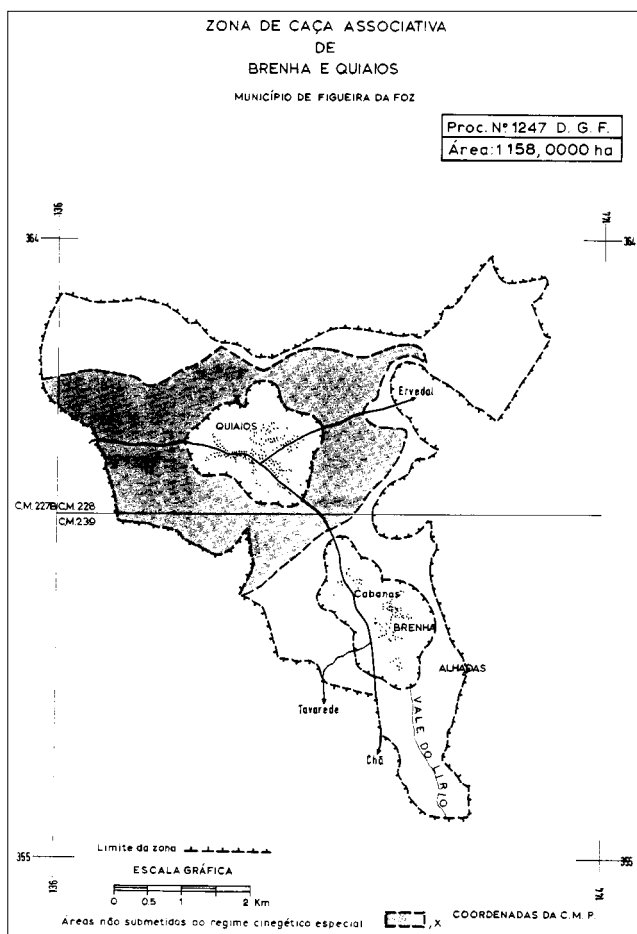 ZONA DE CAÇA ASSOCIATIVA
DE
BRENHA E QUIAIOS
MUNICÍPIO DE FIGUEIRA DA FOZ
Proc. Nº 1247 D. G. F.
Área: 1 158, 0000 ha
136
144
364
364
Ervedal
QUIAIOS
C.M. 227B C.M. 228
C.M. 239
Cabanas
BRENHA
ALHADAS
Tavarede
VALE DO LIRIO
Chã
Limite da zona
355
355
136
144
ESCALA GRÁFICA
0 0.5 1 2 Km
Áreas não submetidas ao regime cinegético especial , x COORDENADAS DA C.M.P.